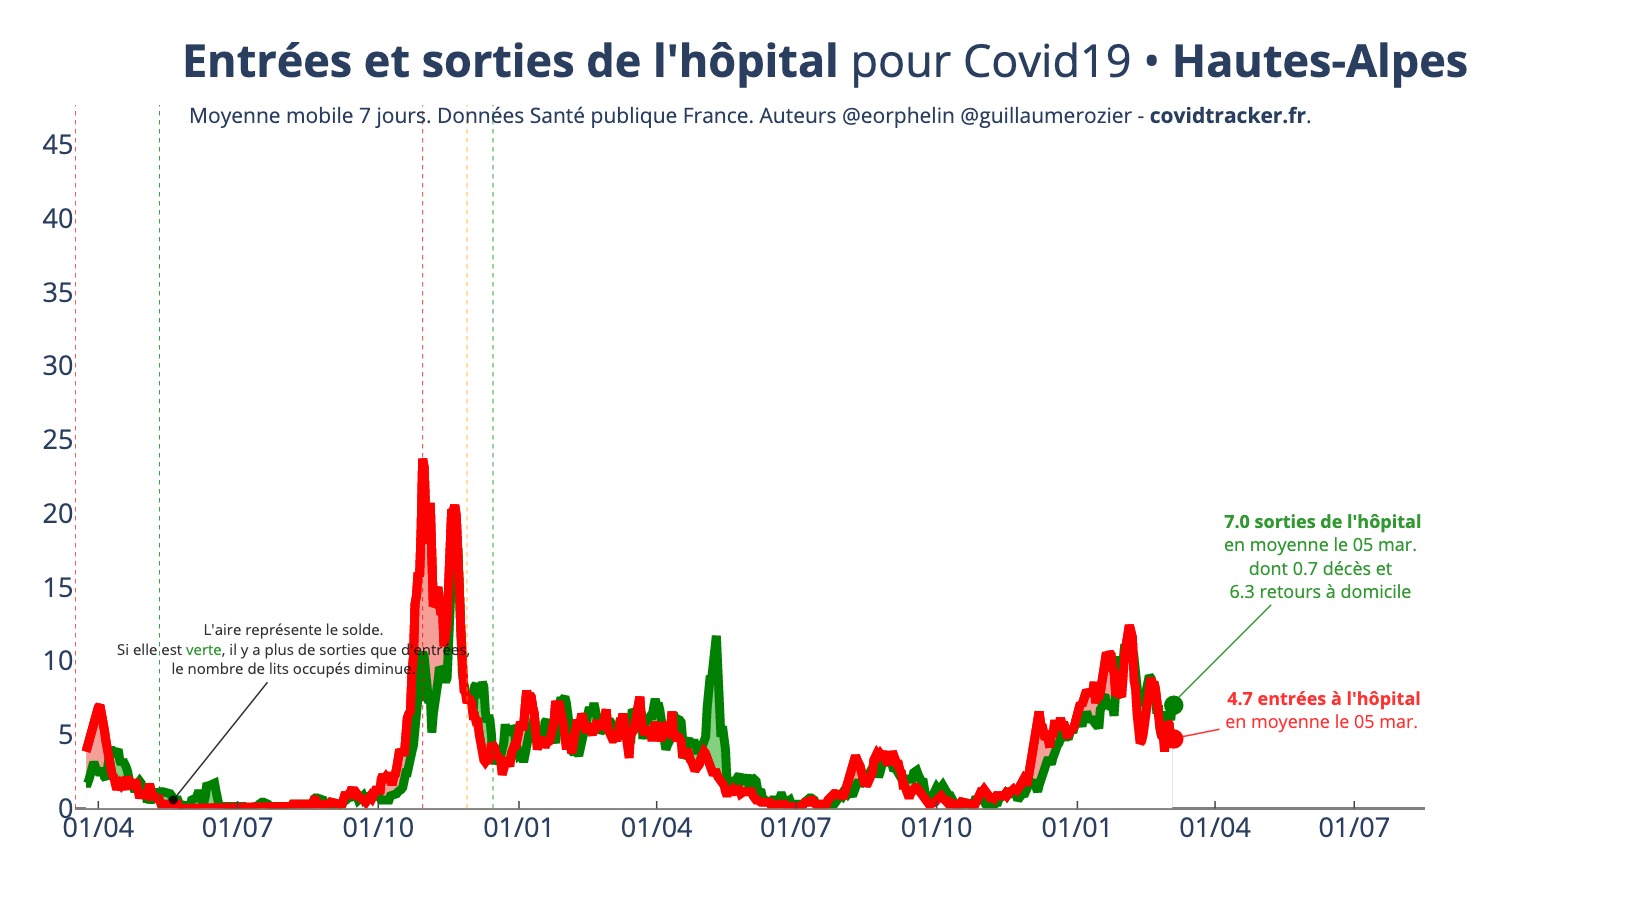 Entrées et sorties de l'hôpital pour Covid19 • Hautes-Alpes
Moyenne mobile 7 jours. Données Santé publique France. Auteurs @eorphelin @guillaumerozier - covidtracker.fr.
45
40
35
30
25
20
15
10
5
0
7.0 sorties de l'hôpital
en moyenne le 05 mar.
dont 0.7 décès et
6.3 retours à domicile
L'aire représente le solde.
Si elle est verte, il y a plus de sorties que d'entrées,
le nombre de lits occupés diminue.
4.7 entrées à l'hôpital
en moyenne le 05 mar.
01/04 01/07 01/10 01/01 01/04 01/07 01/10 01/01 01/04 01/07